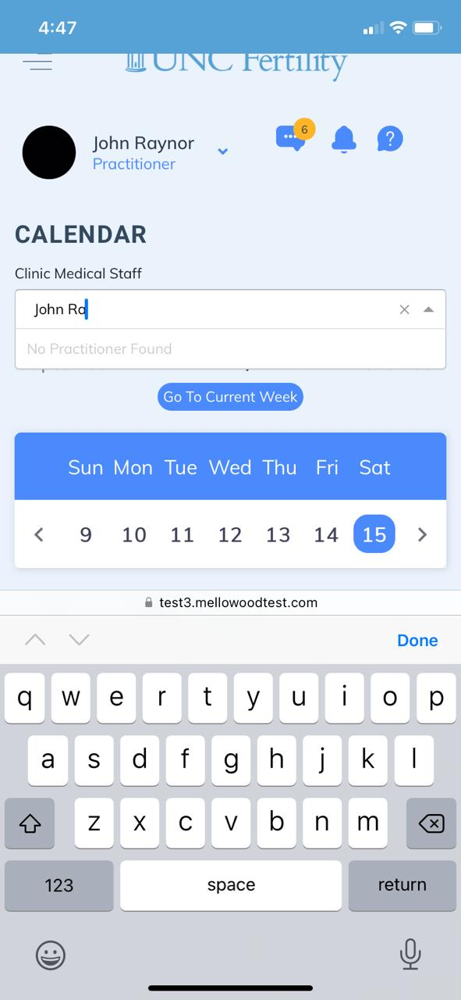 4:47
UNC Fertility
6
John Raynor
Practitioner
CALENDAR
Clinic Medical Staff
John Ra
No Practitioner Found
Go To Current Week
Sun Mon Tue Wed Thu Fri Sat
9 10 11 12 13 14 15
test3.mellowoodtest.com
Done
q w e r t y u i o p
a s d f g h j k l
z x c v b n m
123 space return